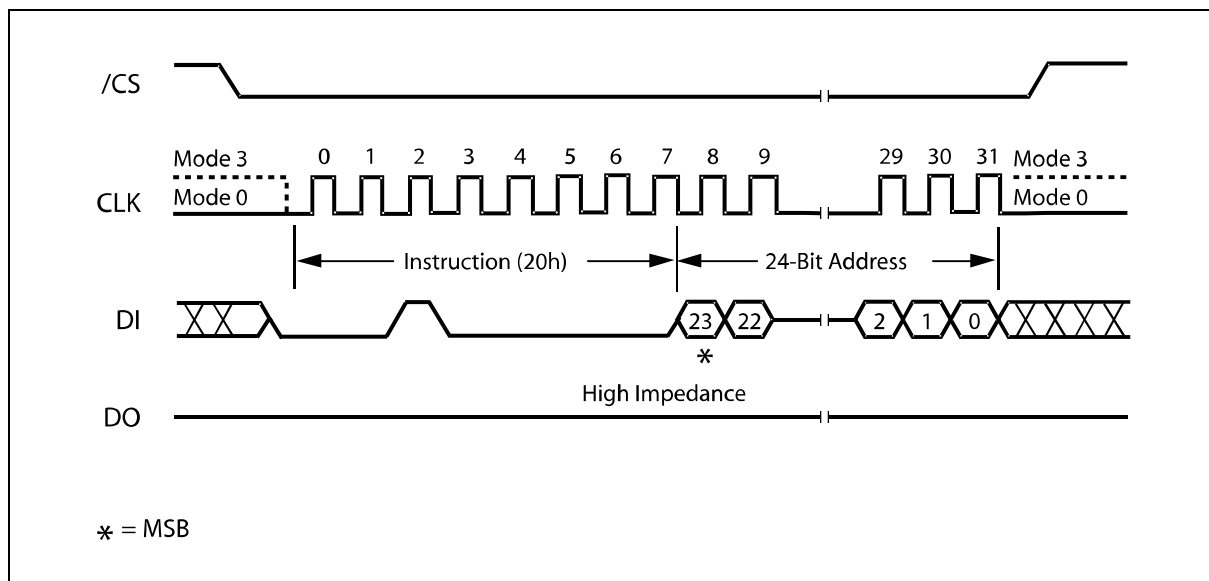 /CS
Mode 3 0 1 2 3 4 5 6 7 8 9 29 30 31 Mode 3
CLK Mode 0 Mode 0
Instruction (20h) 24-Bit Address
DI 23 22 2 1 0
*
High Impedance
DO
* = MSB